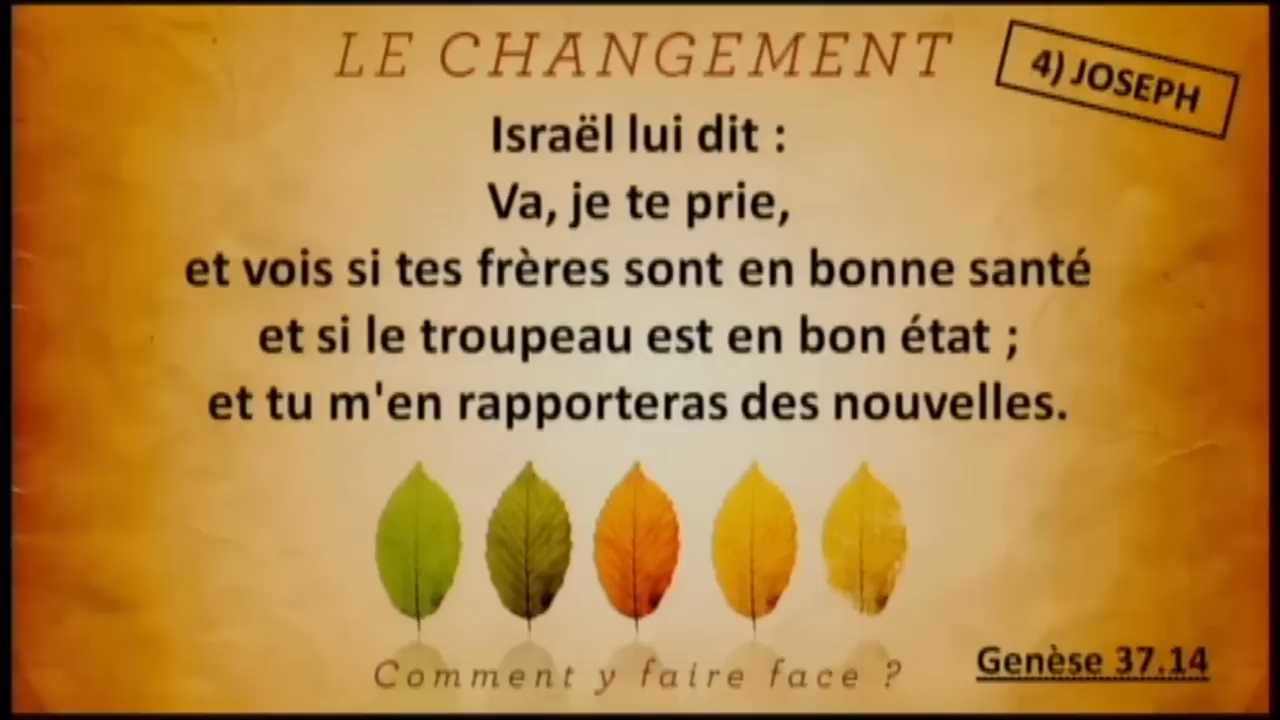 LE CHANGEMENT
4) JOSEPH
Israël lui dit :
Va, je te prie,
et vois si tes frères sont en bonne santé
et si le troupeau est en bon état ;
et tu m'en rapporteras des nouvelles.
Comment y faire face ?
Genèse 37.14